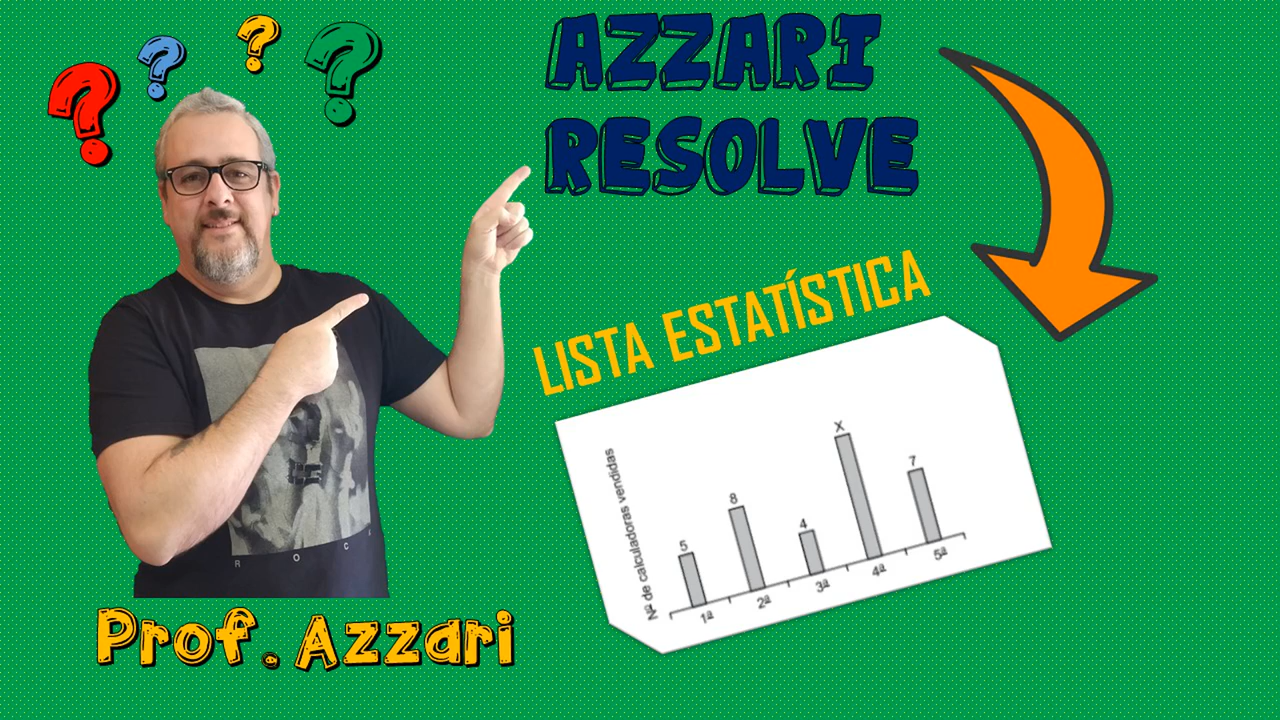 AZZARI
RESOLVE
LISTA ESTATÍSTICA
Nº de calculadoras vendidas
5
8
4
X
7
1ª
2ª
3ª
4ª
5ª
R O C K
Prof. Azzari